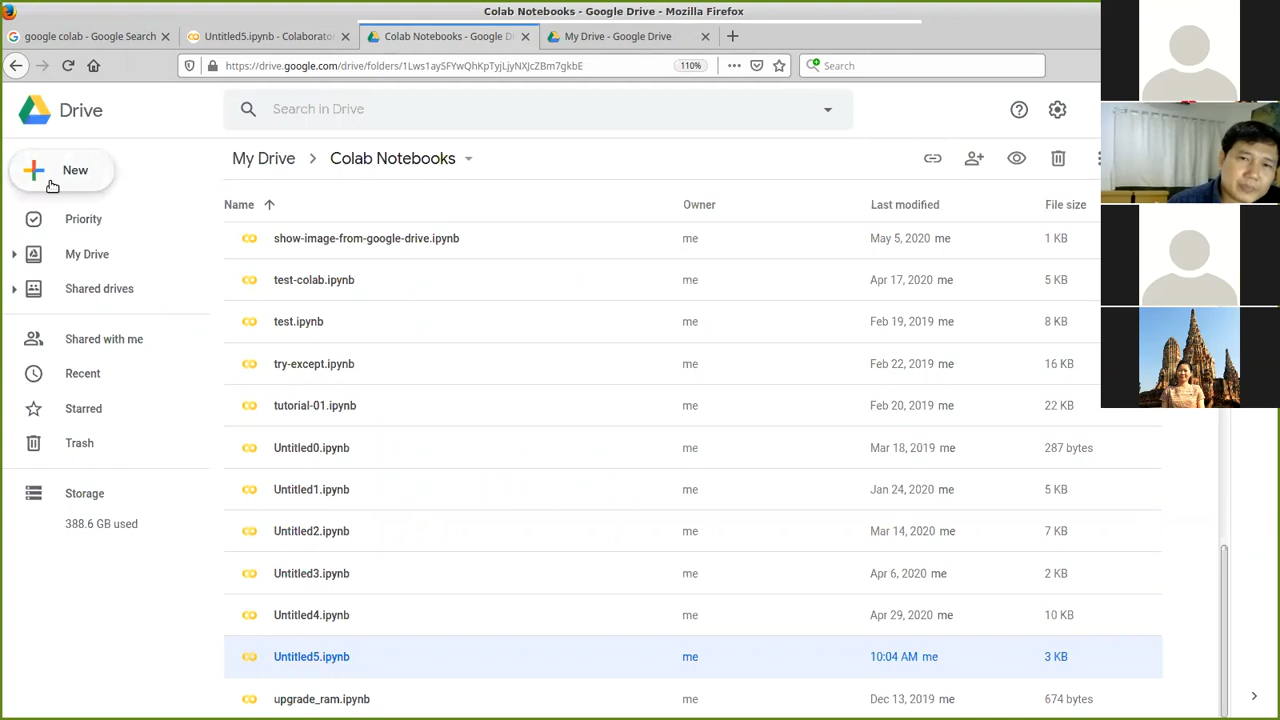 Colab Notebooks - Google Drive - Mozilla Firefox
google colab - Google Search
Untitled5.ipynb - Colaborato
Colab Notebooks - Google D
My Drive - Google Drive
https://drive.google.com/drive/folders/1Lws1aySFYwQhKpTyjLjyNXJcZBm7gkbE
110%
Search
Drive
Search in Drive
New
My Drive
Colab Notebooks
Name
Owner
Last modified
File size
Priority
My Drive
Shared drives
Shared with me
Recent
Starred
Trash
Storage
388.6 GB used
show-image-from-google-drive.ipynb me May 5, 2020 me 1 KB
test-colab.ipynb me Apr 17, 2020 me 5 KB
test.ipynb me Feb 19, 2019 me 8 KB
try-except.ipynb me Feb 22, 2019 me 16 KB
tutorial-01.ipynb me Feb 20, 2019 me 22 KB
Untitled0.ipynb me Mar 18, 2019 me 287 bytes
Untitled1.ipynb me Jan 24, 2020 me 5 KB
Untitled2.ipynb me Mar 14, 2020 me 7 KB
Untitled3.ipynb me Apr 6, 2020 me 2 KB
Untitled4.ipynb me Apr 29, 2020 me 10 KB
Untitled5.ipynb me 10:04 AM me 3 KB
upgrade_ram.ipynb me Dec 13, 2019 me 674 bytes